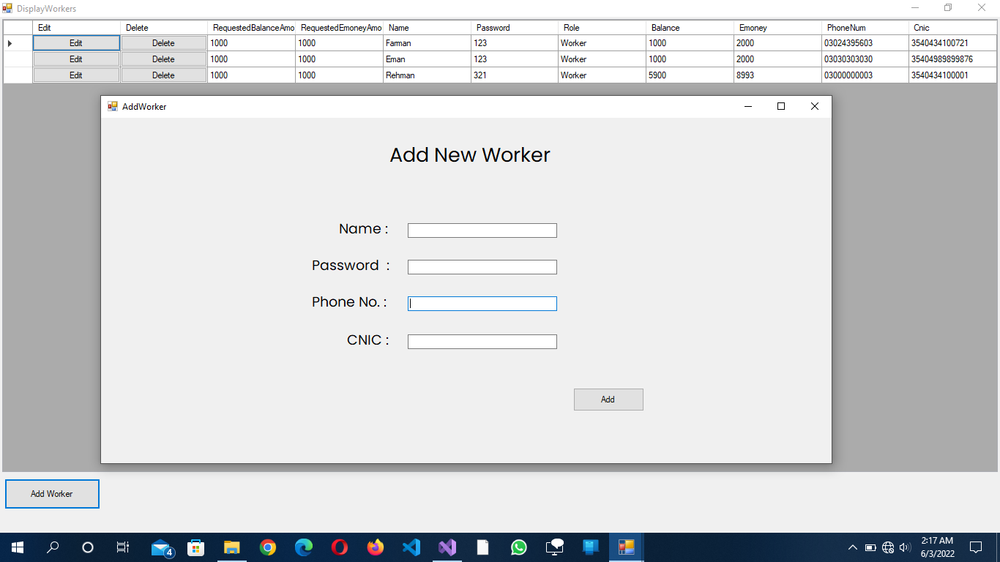 DisplayWorkers
Edit Delete RequestedBalanceAmo RequestedEmoneyAmo Name Password Role Balance Emoney PhoneNum Cnic
Edit Delete 1000 1000 Farman 123 Worker 1000 2000 03024395603 3540434100721
Edit Delete 1000 1000 Eman 123 Worker 1000 2000 03030303030 35404989899876
Edit Delete 1000 1000 Rehman 321 Worker 5900 8993 03000000003 3540434100001
AddWorker
Add New Worker
Name :
Password :
Phone No. :
CNIC :
Add
Add Worker
4
2:17 AM
6/3/2022